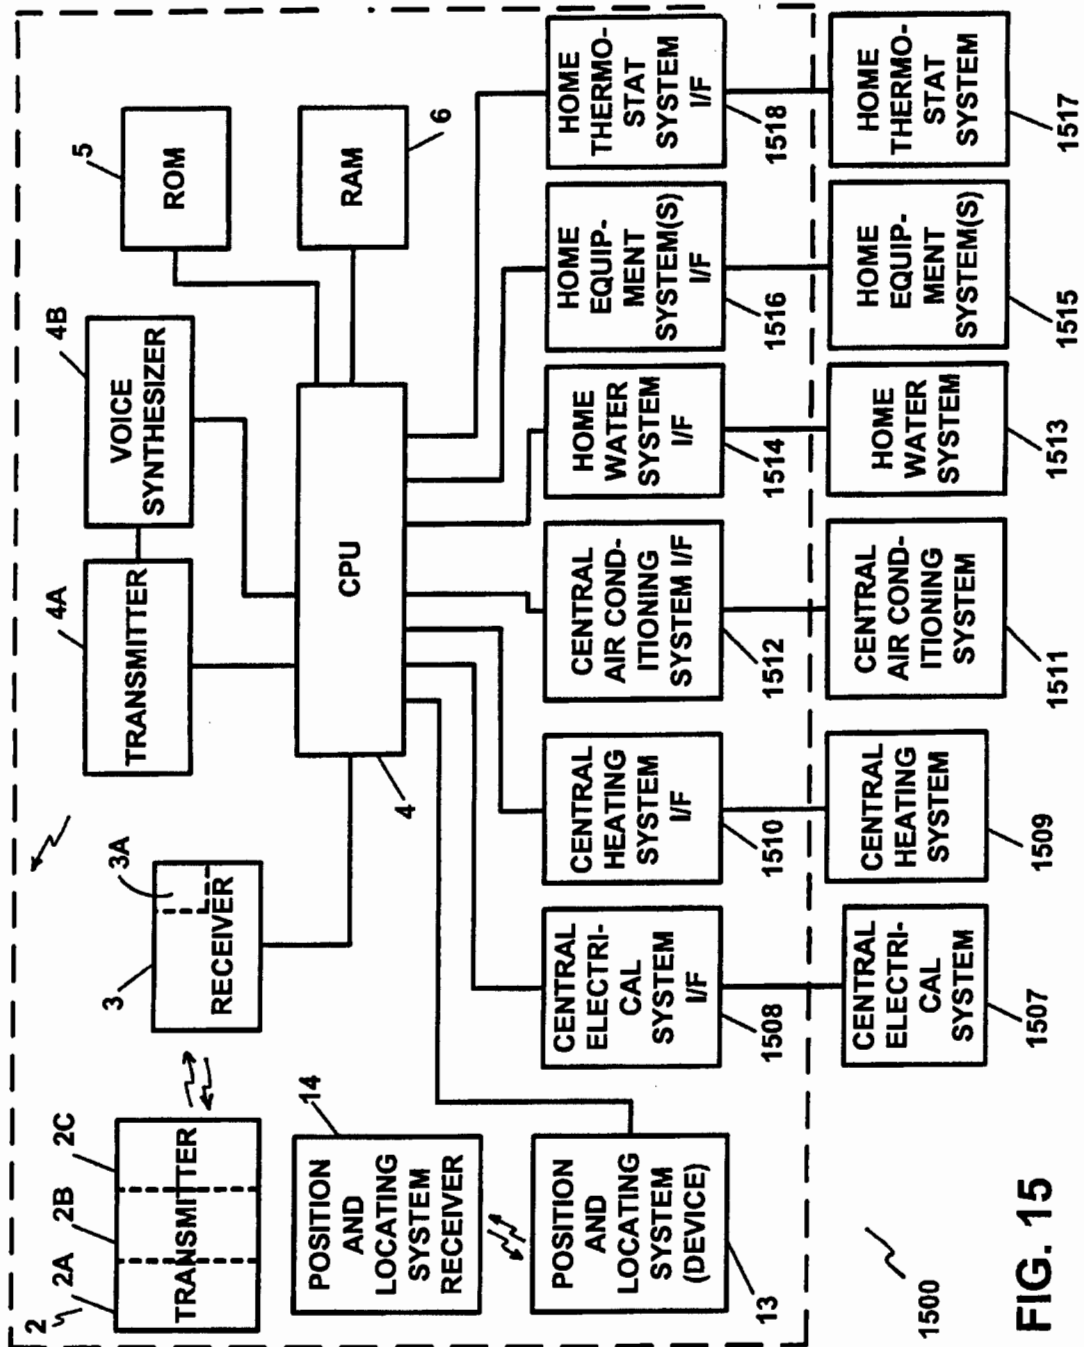 2
2A
2B
2C
TRANSMITTER
3
3A
RECEIVER
4A
TRANSMITTER
4B
VOICE
SYNTHESIZER
5
ROM
6
RAM
CPU
4
14
POSITION
AND
LOCATING
SYSTEM
RECEIVER
POSITION
AND
LOCATING
SYSTEM
(DEVICE)
13
CENTRAL
ELECTRI-
CAL
SYSTEM
I/F
1508
CENTRAL
HEATING
SYSTEM
I/F
1510
CENTRAL
AIR COND-
ITIONING
SYSTEM I/F
1512
HOME
WATER
SYSTEM
I/F
1514
HOME
EQUIP-
MENT
SYSTEM(S)
I/F
1516
HOME
THERMO-
STAT
SYSTEM
I/F
1518
CENTRAL
ELECTRI-
CAL
SYSTEM
1507
CENTRAL
HEATING
SYSTEM
1509
CENTRAL
AIR COND-
ITIONING
SYSTEM
1511
HOME
WATER
SYSTEM
1513
HOME
EQUIP-
MENT
SYSTEM(S)
1515
HOME
THERMO-
STAT
SYSTEM
1517
1500
FIG. 15